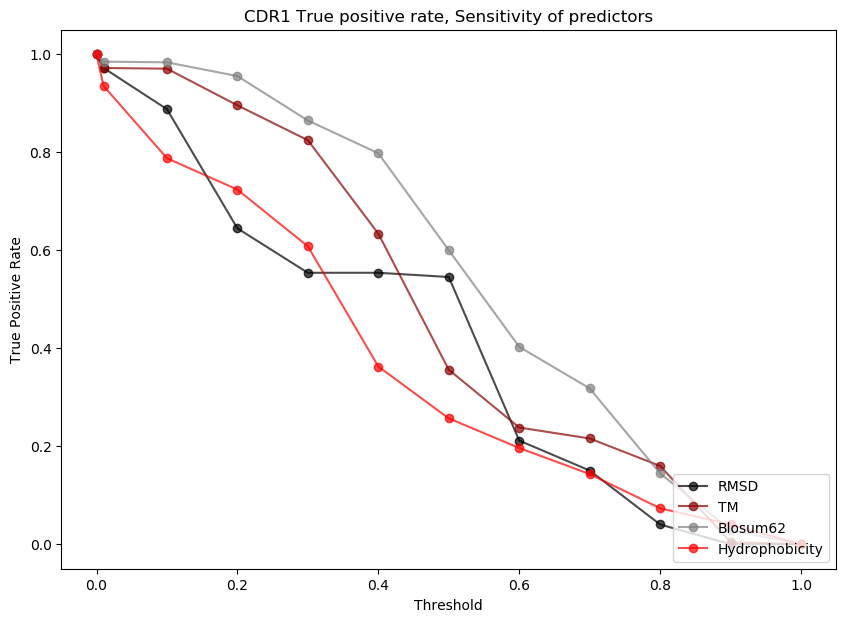 CDR1 True positive rate, Sensitivity of predictors
True Positive Rate
1.0
0.8
0.6
0.4
0.2
0.0
RMSD
TM
Blosum62
Hydrophobicity
0.0 0.2 0.4 0.6 0.8 1.0
Threshold